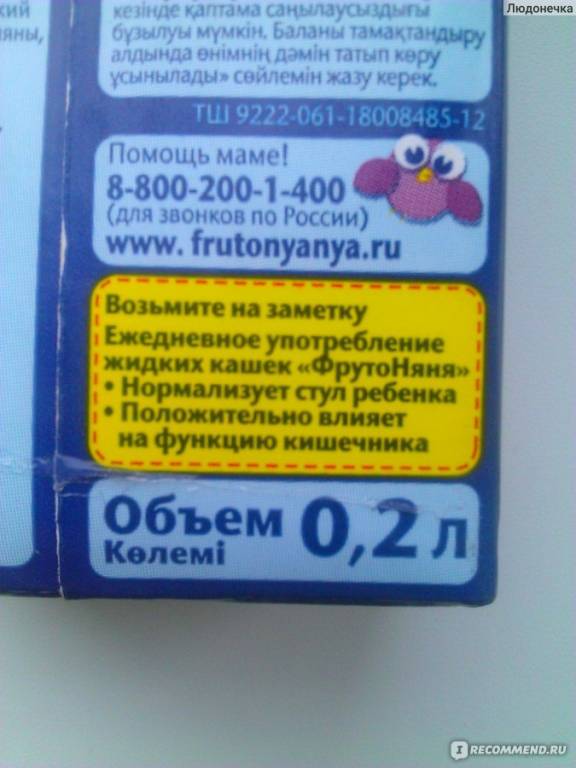 Людонечка
ский
яны,
кезінде қаптама саңылаусыздығы
бұзылуы мүмкін. Баланы тамақтандыру
алдында өнімнің дәмін татып көру
ұсынылады» сөйлемін жазу керек.
ТШ 9222-061-18008485-12
Помощь маме!
8-800-200-1-400
(для звонков по России)
www. frutonyanya.ru
Возьмите на заметку
Ежедневное употребление
жидких кашек «ФрутоНяня»
• Нормализует стул ребенка
• Положительно влияет
на функцию кишечника
Объем 0,2 л
Көлемі
IRECOMMEND.RU